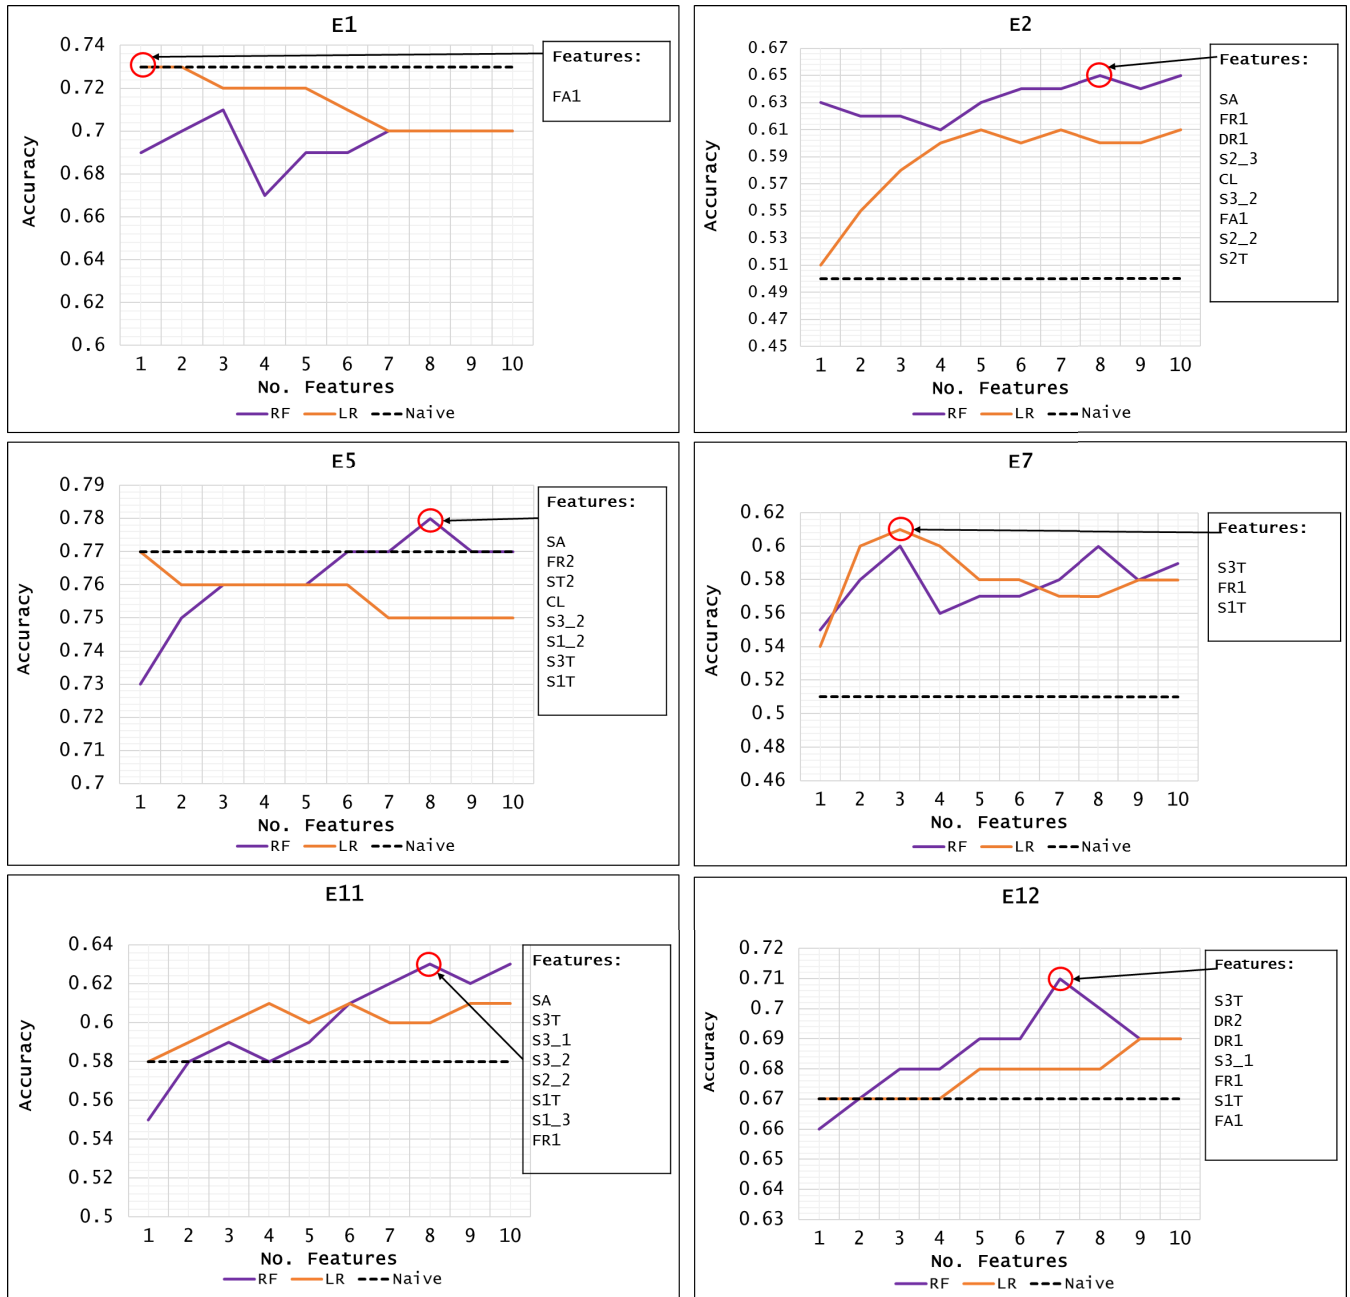 E1
0.74
0.72
0.7
0.68
0.66
0.64
0.62
0.6
Accuracy
1 2 3 4 5 6 7 8 9 10
No. Features
RF LR Naive
Features:
FA1
E2
0.67
0.65
0.63
0.61
0.59
0.57
0.55
0.53
0.51
0.49
0.47
0.45
Accuracy
1 2 3 4 5 6 7 8 9 10
No. Features
RF LR Naive
Features:
SA
FR1
DR1
S2_3
CL
S3_2
FA1
S2_2
S2T
E5
0.79
0.78
0.77
0.76
0.75
0.74
0.73
0.72
0.71
0.7
Accuracy
1 2 3 4 5 6 7 8 9 10
No. Features
RF LR Naive
Features:
SA
FR2
ST2
CL
S3_2
S1_2
S3T
S1T
E7
0.62
0.6
0.58
0.56
0.54
0.52
0.5
0.48
0.46
Accuracy
1 2 3 4 5 6 7 8 9 10
No. Features
RF LR Naive
Features:
S3T
FR1
S1T
E11
0.64
0.62
0.6
0.58
0.56
0.54
0.52
0.5
Accuracy
1 2 3 4 5 6 7 8 9 10
No. Features
RF LR Naive
Features:
SA
S3T
S3_1
S3_2
S2_2
S1T
S1_3
FR1
E12
0.72
0.71
0.7
0.69
0.68
0.67
0.66
0.65
0.64
0.63
Accuracy
1 2 3 4 5 6 7 8 9 10
No. Features
RF LR Naive
Features:
S3T
DR2
DR1
S3_1
FR1
S1T
FA1